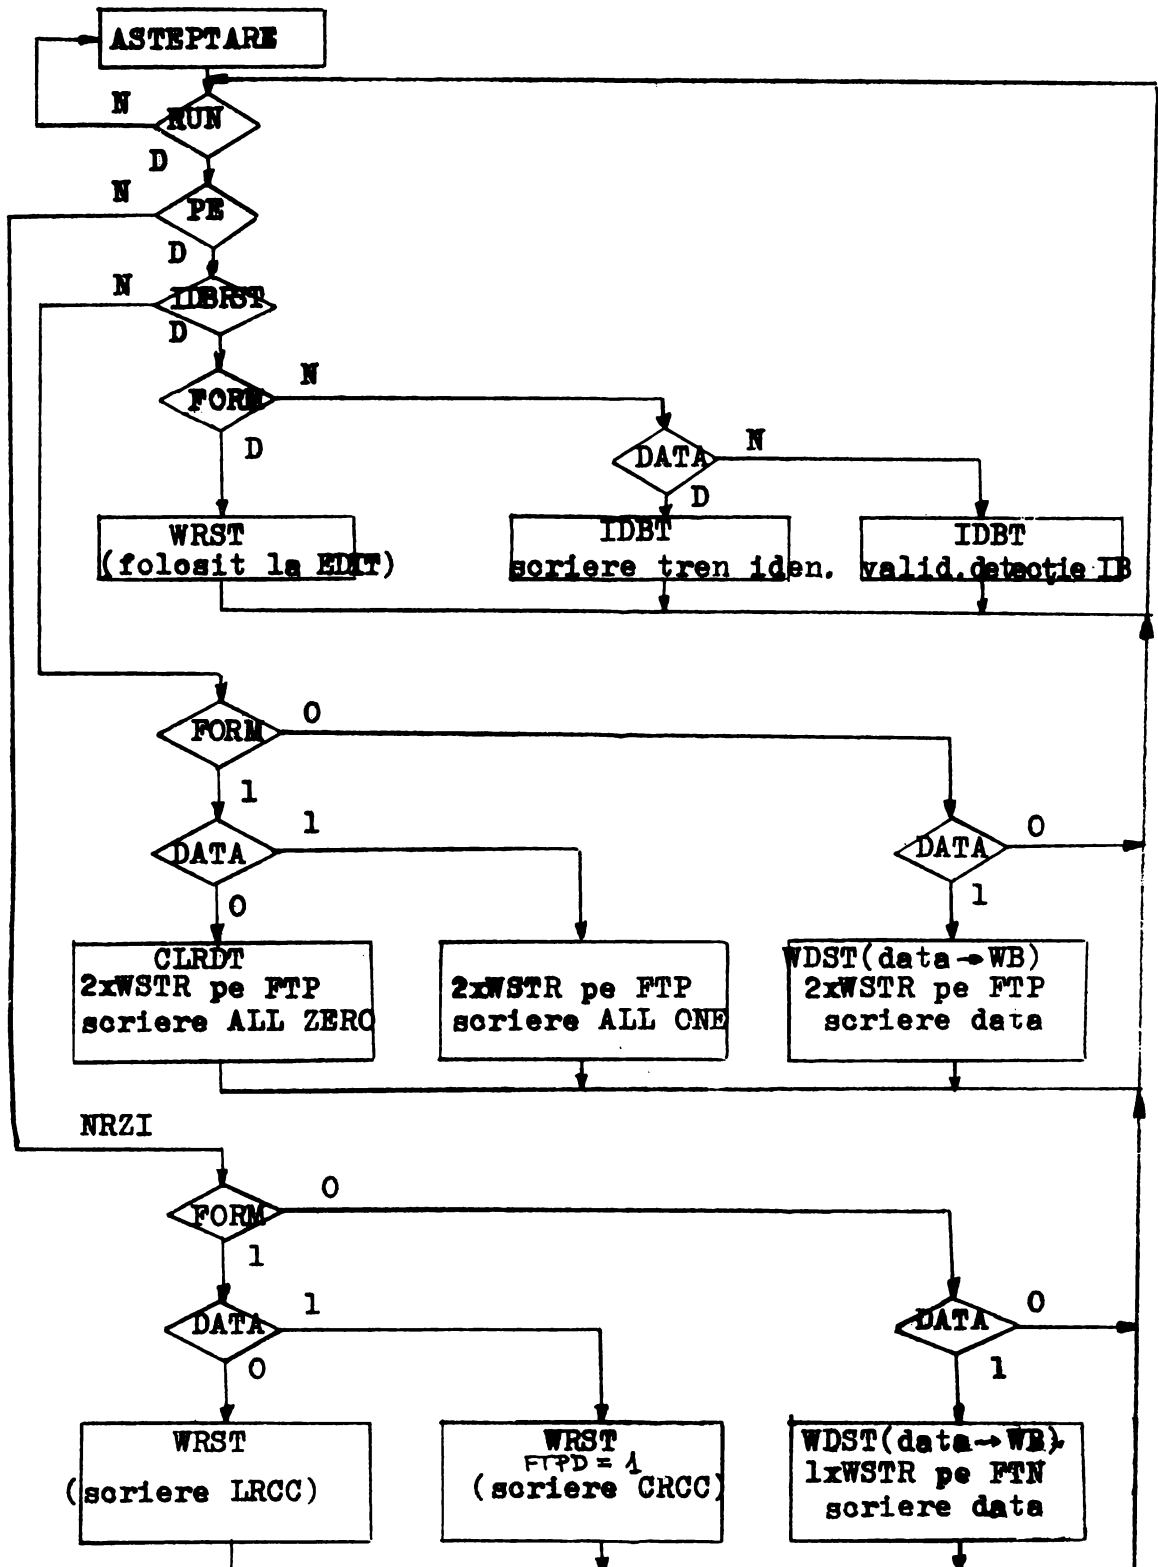 ASTEPTARE
N
RUN
D
N
PE
D
N
IDBRST
D
FORM
N
D
DATA
N
D
WRST
(folosit la EDIT)
IDBT
scriere tren iden.
IDBT
valid.detecţie IB
FORM
0
1
DATA
1
0
DATA
0
1
CLRDT
2xWSTR pe FTP
scriere ALL ZERO
2xWSTR pe FTP
scriere ALL ONE
WDST(data→WB)
2xWSTR pe FTP
scriere data
NRZI
FORM
0
1
DATA
1
0
DATA
0
1
WRST
(scriere LRCC)
WRST
FTPD = 1
(scriere CRCC)
WDST(data→WB)
1xWSTR pe FTN
scriere data